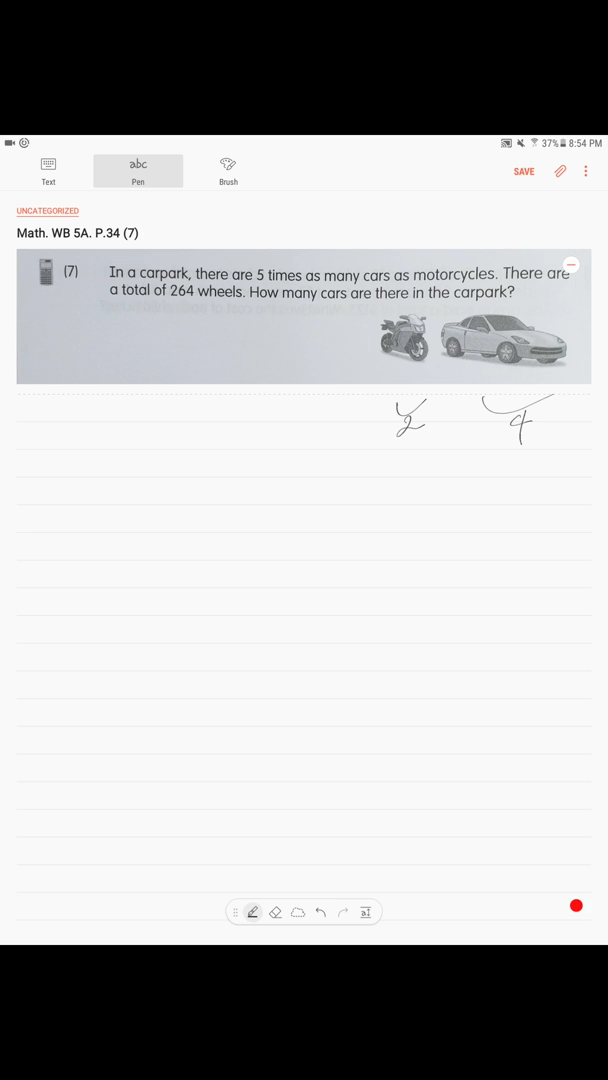 37% 8:54 PM
abc
Text Pen Brush SAVE
UNCATEGORIZED
Math. WB 5A. P.34 (7)
(7) In a carpark, there are 5 times as many cars as motorcycles. There are
a total of 264 wheels. How many cars are there in the carpark?
2 4
aI